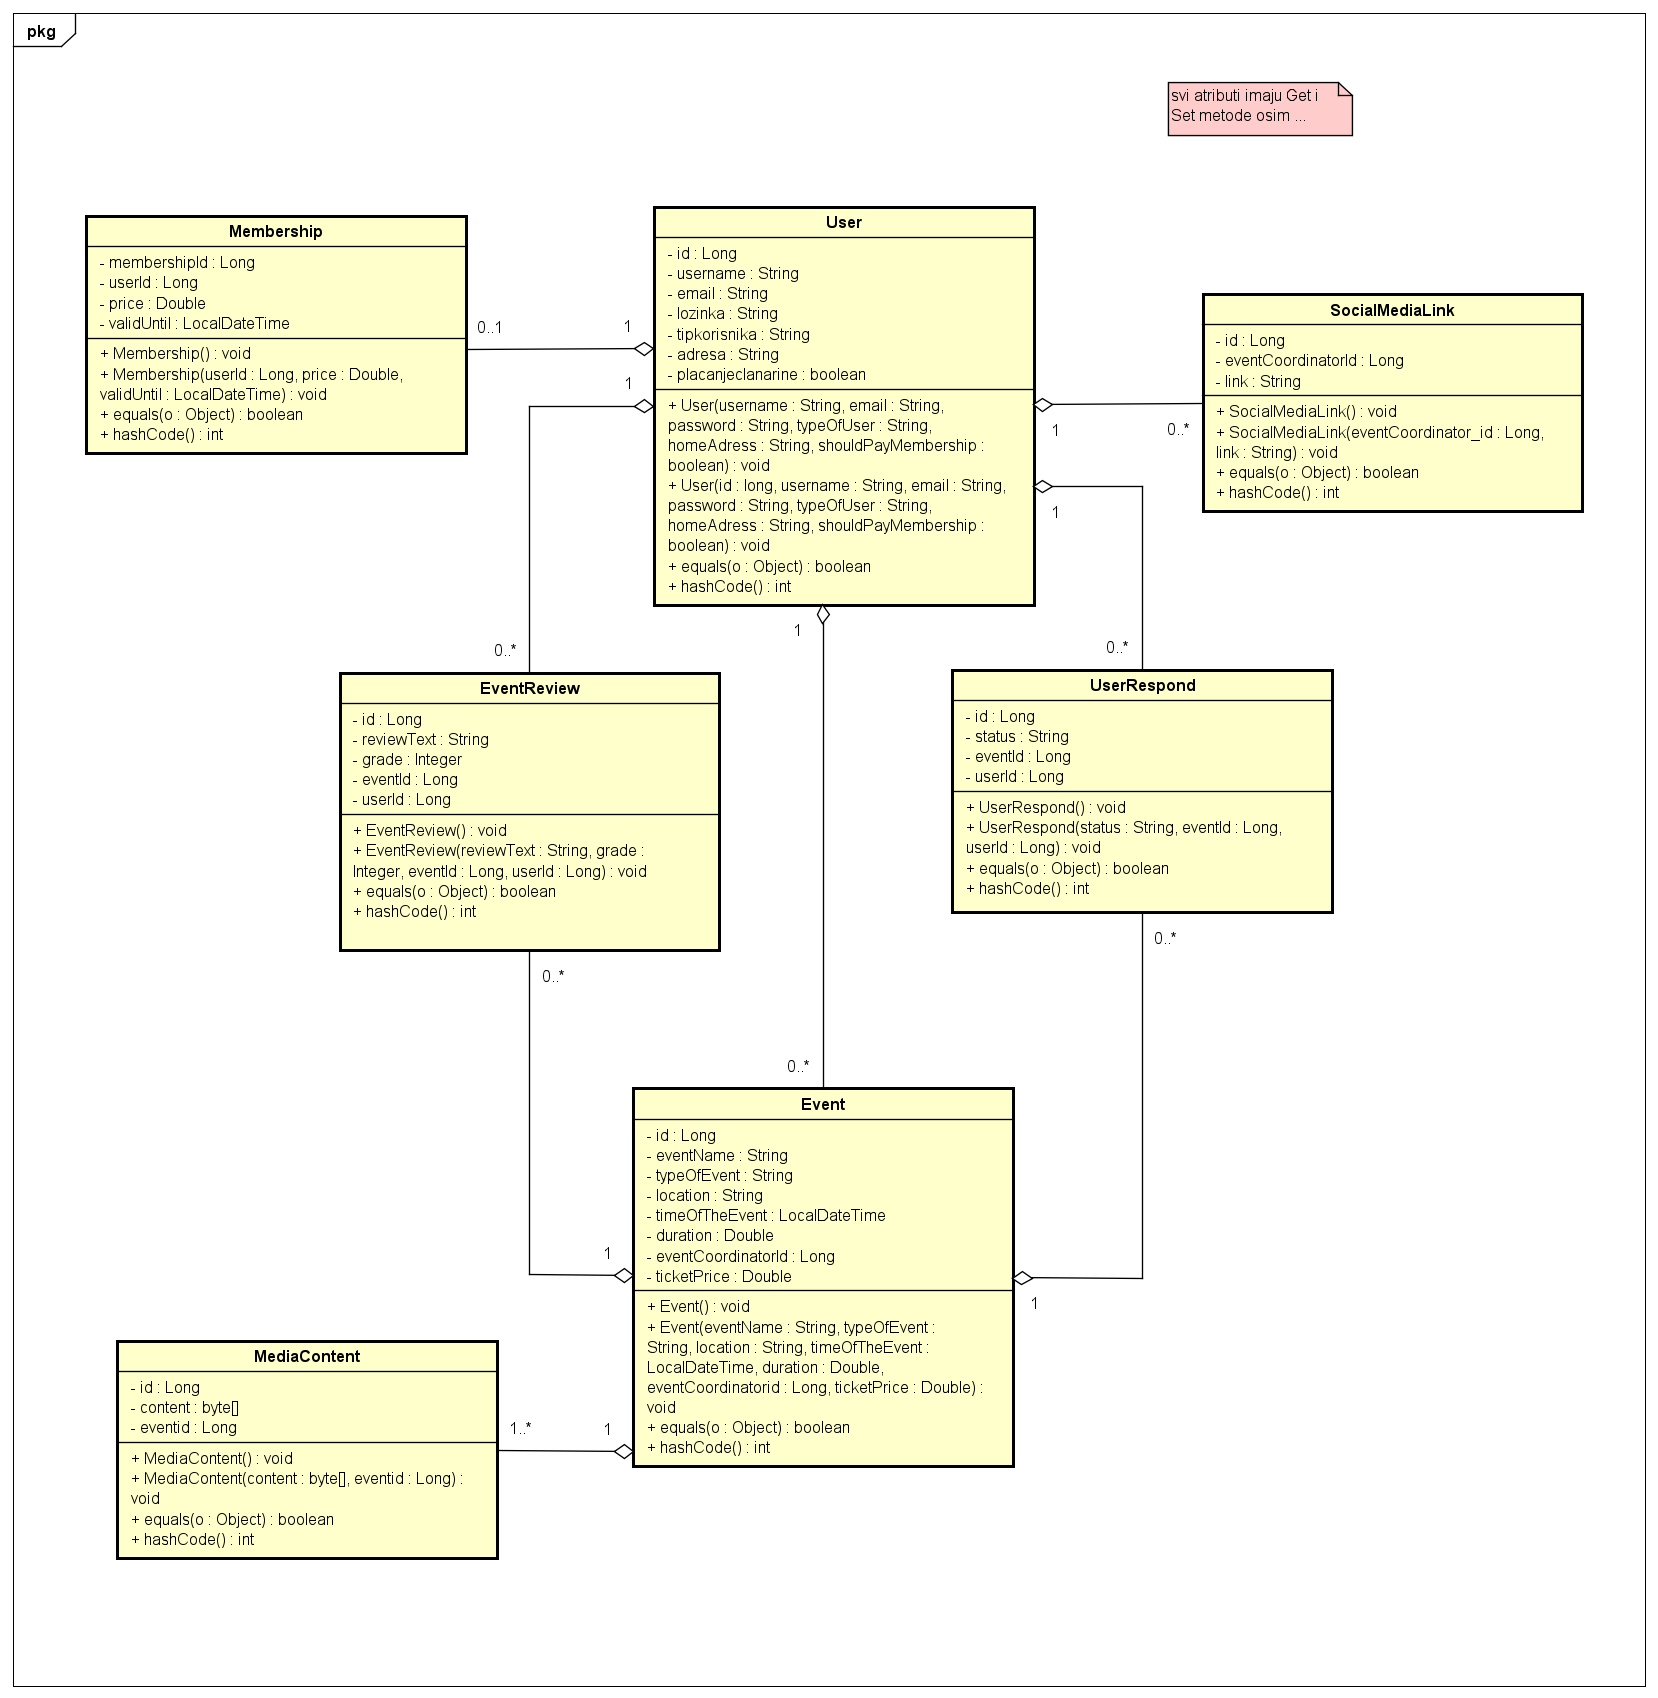 pkg
svi atributi imaju Get i
Set metode osim ...
Membership
- membershipId : Long
- userId : Long
- price : Double
- validUntil : LocalDateTime
+ Membership() : void
+ Membership(userId : Long, price : Double,
validUntil : LocalDateTime) : void
+ equals(o : Object) : boolean
+ hashCode() : int
0..1
1
1
User
- id : Long
- username : String
- email : String
- lozinka : String
- tipkorisnika : String
- adresa : String
- placanjeclanarine : boolean
+ User(username : String, email : String,
password : String, typeOfUser : String,
homeAdress : String, shouldPayMembership :
boolean) : void
+ User(id : long, username : String, email : String,
password : String, typeOfUser : String,
homeAdress : String, shouldPayMembership :
boolean) : void
+ equals(o : Object) : boolean
+ hashCode() : int
1
0..*
1
1
SocialMediaLink
- id : Long
- eventCoordinatorId : Long
- link : String
+ SocialMediaLink() : void
+ SocialMediaLink(eventCoordinator_id : Long,
link : String) : void
+ equals(o : Object) : boolean
+ hashCode() : int
0..*
EventReview
- id : Long
- reviewText : String
- grade : Integer
- eventId : Long
- userId : Long
+ EventReview() : void
+ EventReview(reviewText : String, grade :
Integer, eventId : Long, userId : Long) : void
+ equals(o : Object) : boolean
+ hashCode() : int
0..*
0..*
UserRespond
- id : Long
- status : String
- eventId : Long
- userId : Long
+ UserRespond() : void
+ UserRespond(status : String, eventId : Long,
userId : Long) : void
+ equals(o : Object) : boolean
+ hashCode() : int
0..*
0..*
Event
- id : Long
- eventName : String
- typeOfEvent : String
- location : String
- timeOfTheEvent : LocalDateTime
- duration : Double
- eventCoordinatorId : Long
- ticketPrice : Double
+ Event() : void
+ Event(eventName : String, typeOfEvent :
String, location : String, timeOfTheEvent :
LocalDateTime, duration : Double,
eventCoordinatorid : Long, ticketPrice : Double) :
void
+ equals(o : Object) : boolean
+ hashCode() : int
1
1
MediaContent
- id : Long
- content : byte[]
- eventid : Long
+ MediaContent() : void
+ MediaContent(content : byte[], eventid : Long) :
void
+ equals(o : Object) : boolean
+ hashCode() : int
1..*
1